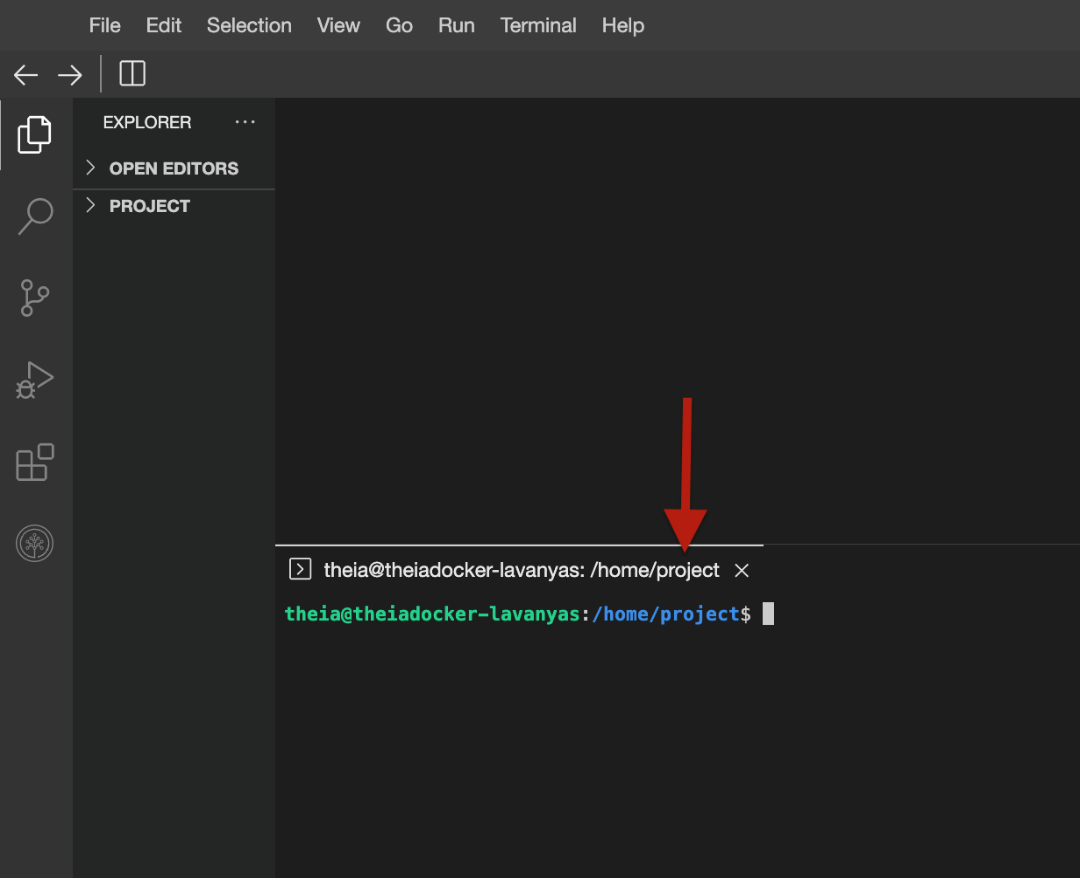 File Edit Selection View Go Run Terminal Help
EXPLORER
OPEN EDITORS
PROJECT
theia@theiadocker-lavanyas: /home/project
theia@theiadocker-lavanyas:/home/project$